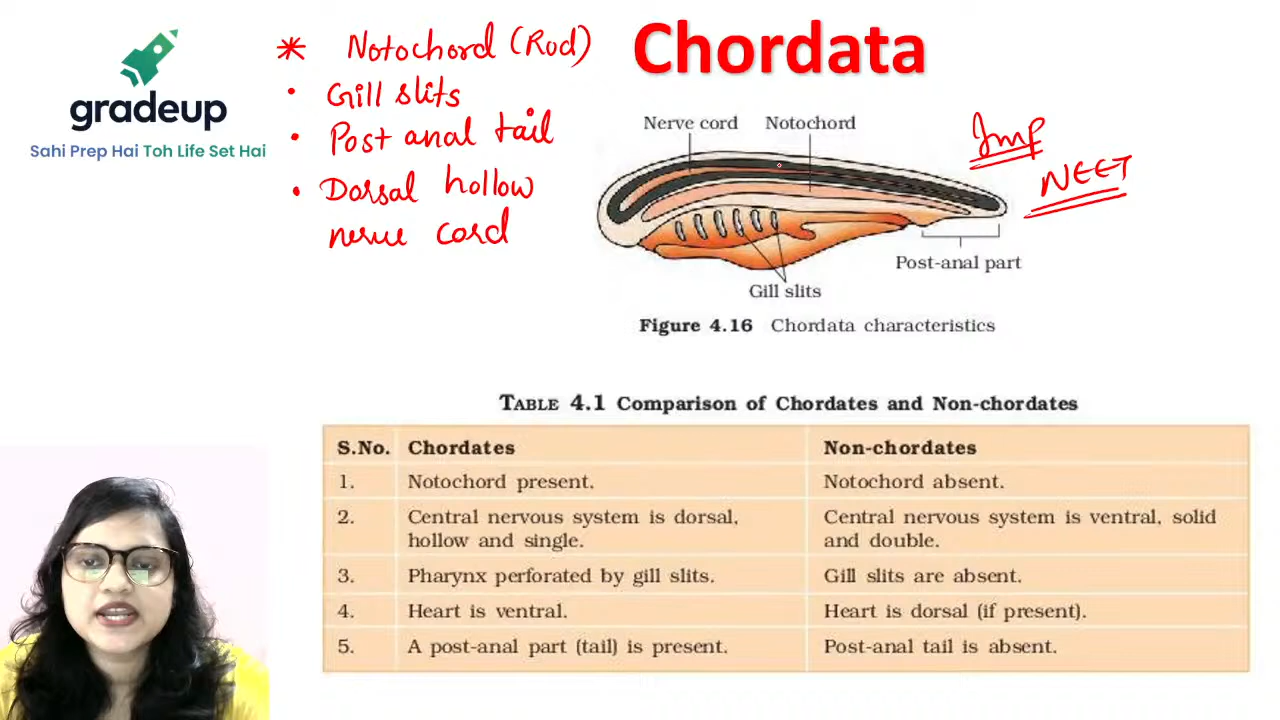 gradeup
Sahi Prep Hai Toh Life Set Hai
* Notochord (Rod)
• Gill slits
• Post anal tail
• Dorsal hollow
nerve cord
Chordata
Nerve cord Notochord
Imp
NEET
Post-anal part
Gill slits
Figure 4.16 Chordata characteristics
TABLE 4.1 Comparison of Chordates and Non-chordates
S.No. Chordates Non-chordates
1. Notochord present. Notochord absent.
2. Central nervous system is dorsal, Central nervous system is ventral, solid
hollow and single. and double.
3. Pharynx perforated by gill slits. Gill slits are absent.
4. Heart is ventral. Heart is dorsal (if present).
5. A post-anal part (tail) is present. Post-anal tail is absent.